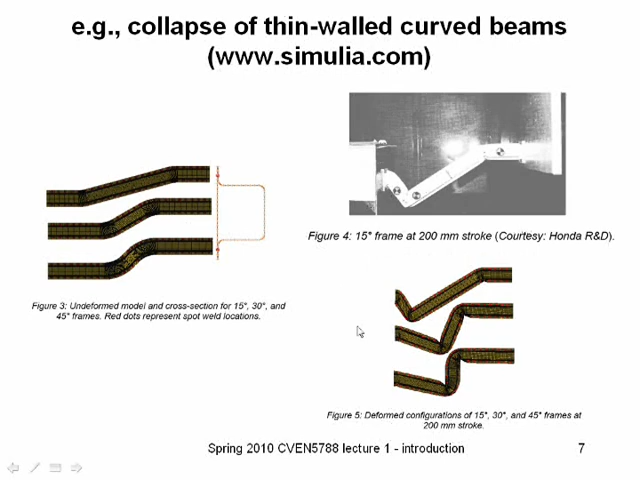 e.g., collapse of thin-walled curved beams
(www.simulia.com)
Figure 4: 15° frame at 200 mm stroke (Courtesy: Honda R&D).
Figure 3: Undeformed model and cross-section for 15°, 30°, and
45° frames. Red dots represent spot weld locations.
Figure 5: Deformed configurations of 15°, 30°, and 45° frames at
200 mm stroke.
Spring 2010 CVEN5788 lecture 1 - introduction
7